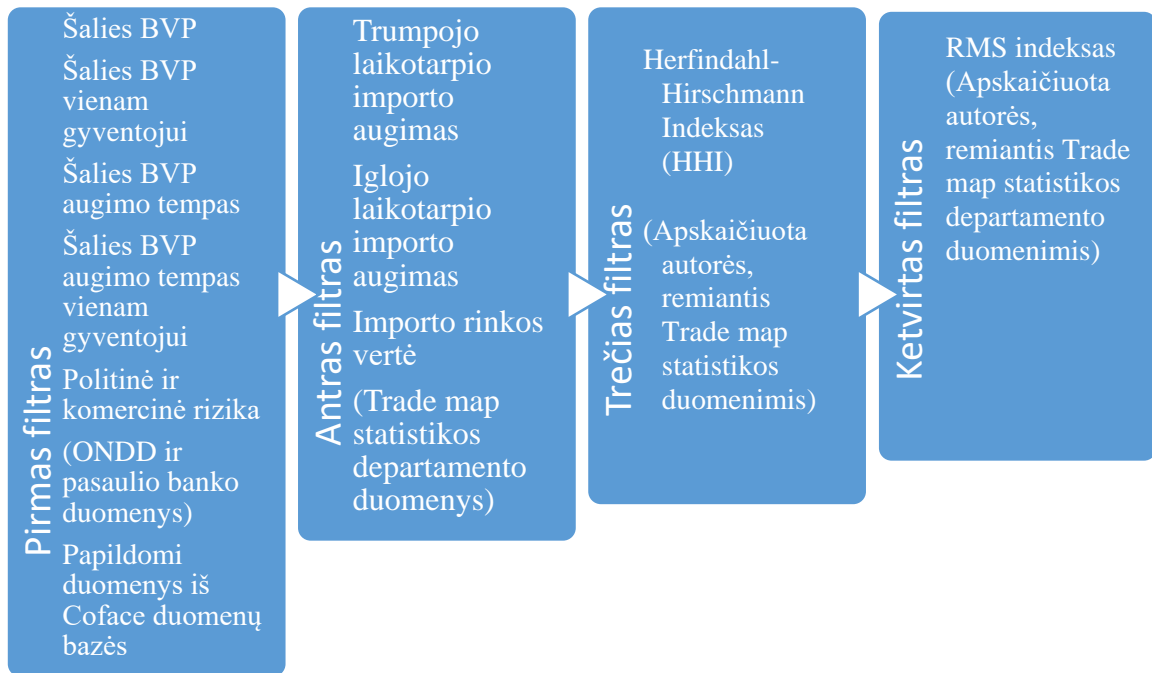 Pirmas filtras
Šalies BVP
Šalies BVP
vienam
gyventojui
Šalies BVP
augimo tempas
Šalies BVP
augimo tempas
vienam
gyventojui
Politinė ir
komercinė rizika
(ONDD ir
pasaulio banko
duomenys)
Papildomi
duomenys iš
Coface duomenų
bazės
Antras filtras
Trumpojo
laikotarpio
importo
augimas
Iglojo
laikotarpio
importo
augimas
Importo rinkos
vertė
(Trade map
statistikos
departamento
duomenys)
Trečias filtras
Herfindahl-
Hirschmann
Indeksas
(HHI)
(Apskaičiuota
autorės,
remiantis
Trade map
statistikos
duomenimis)
Ketvirtas filtras
RMS indeksas
(Apskaičiuota
autorės,
remiantis Trade
map statistikos
departamento
duomenimis)